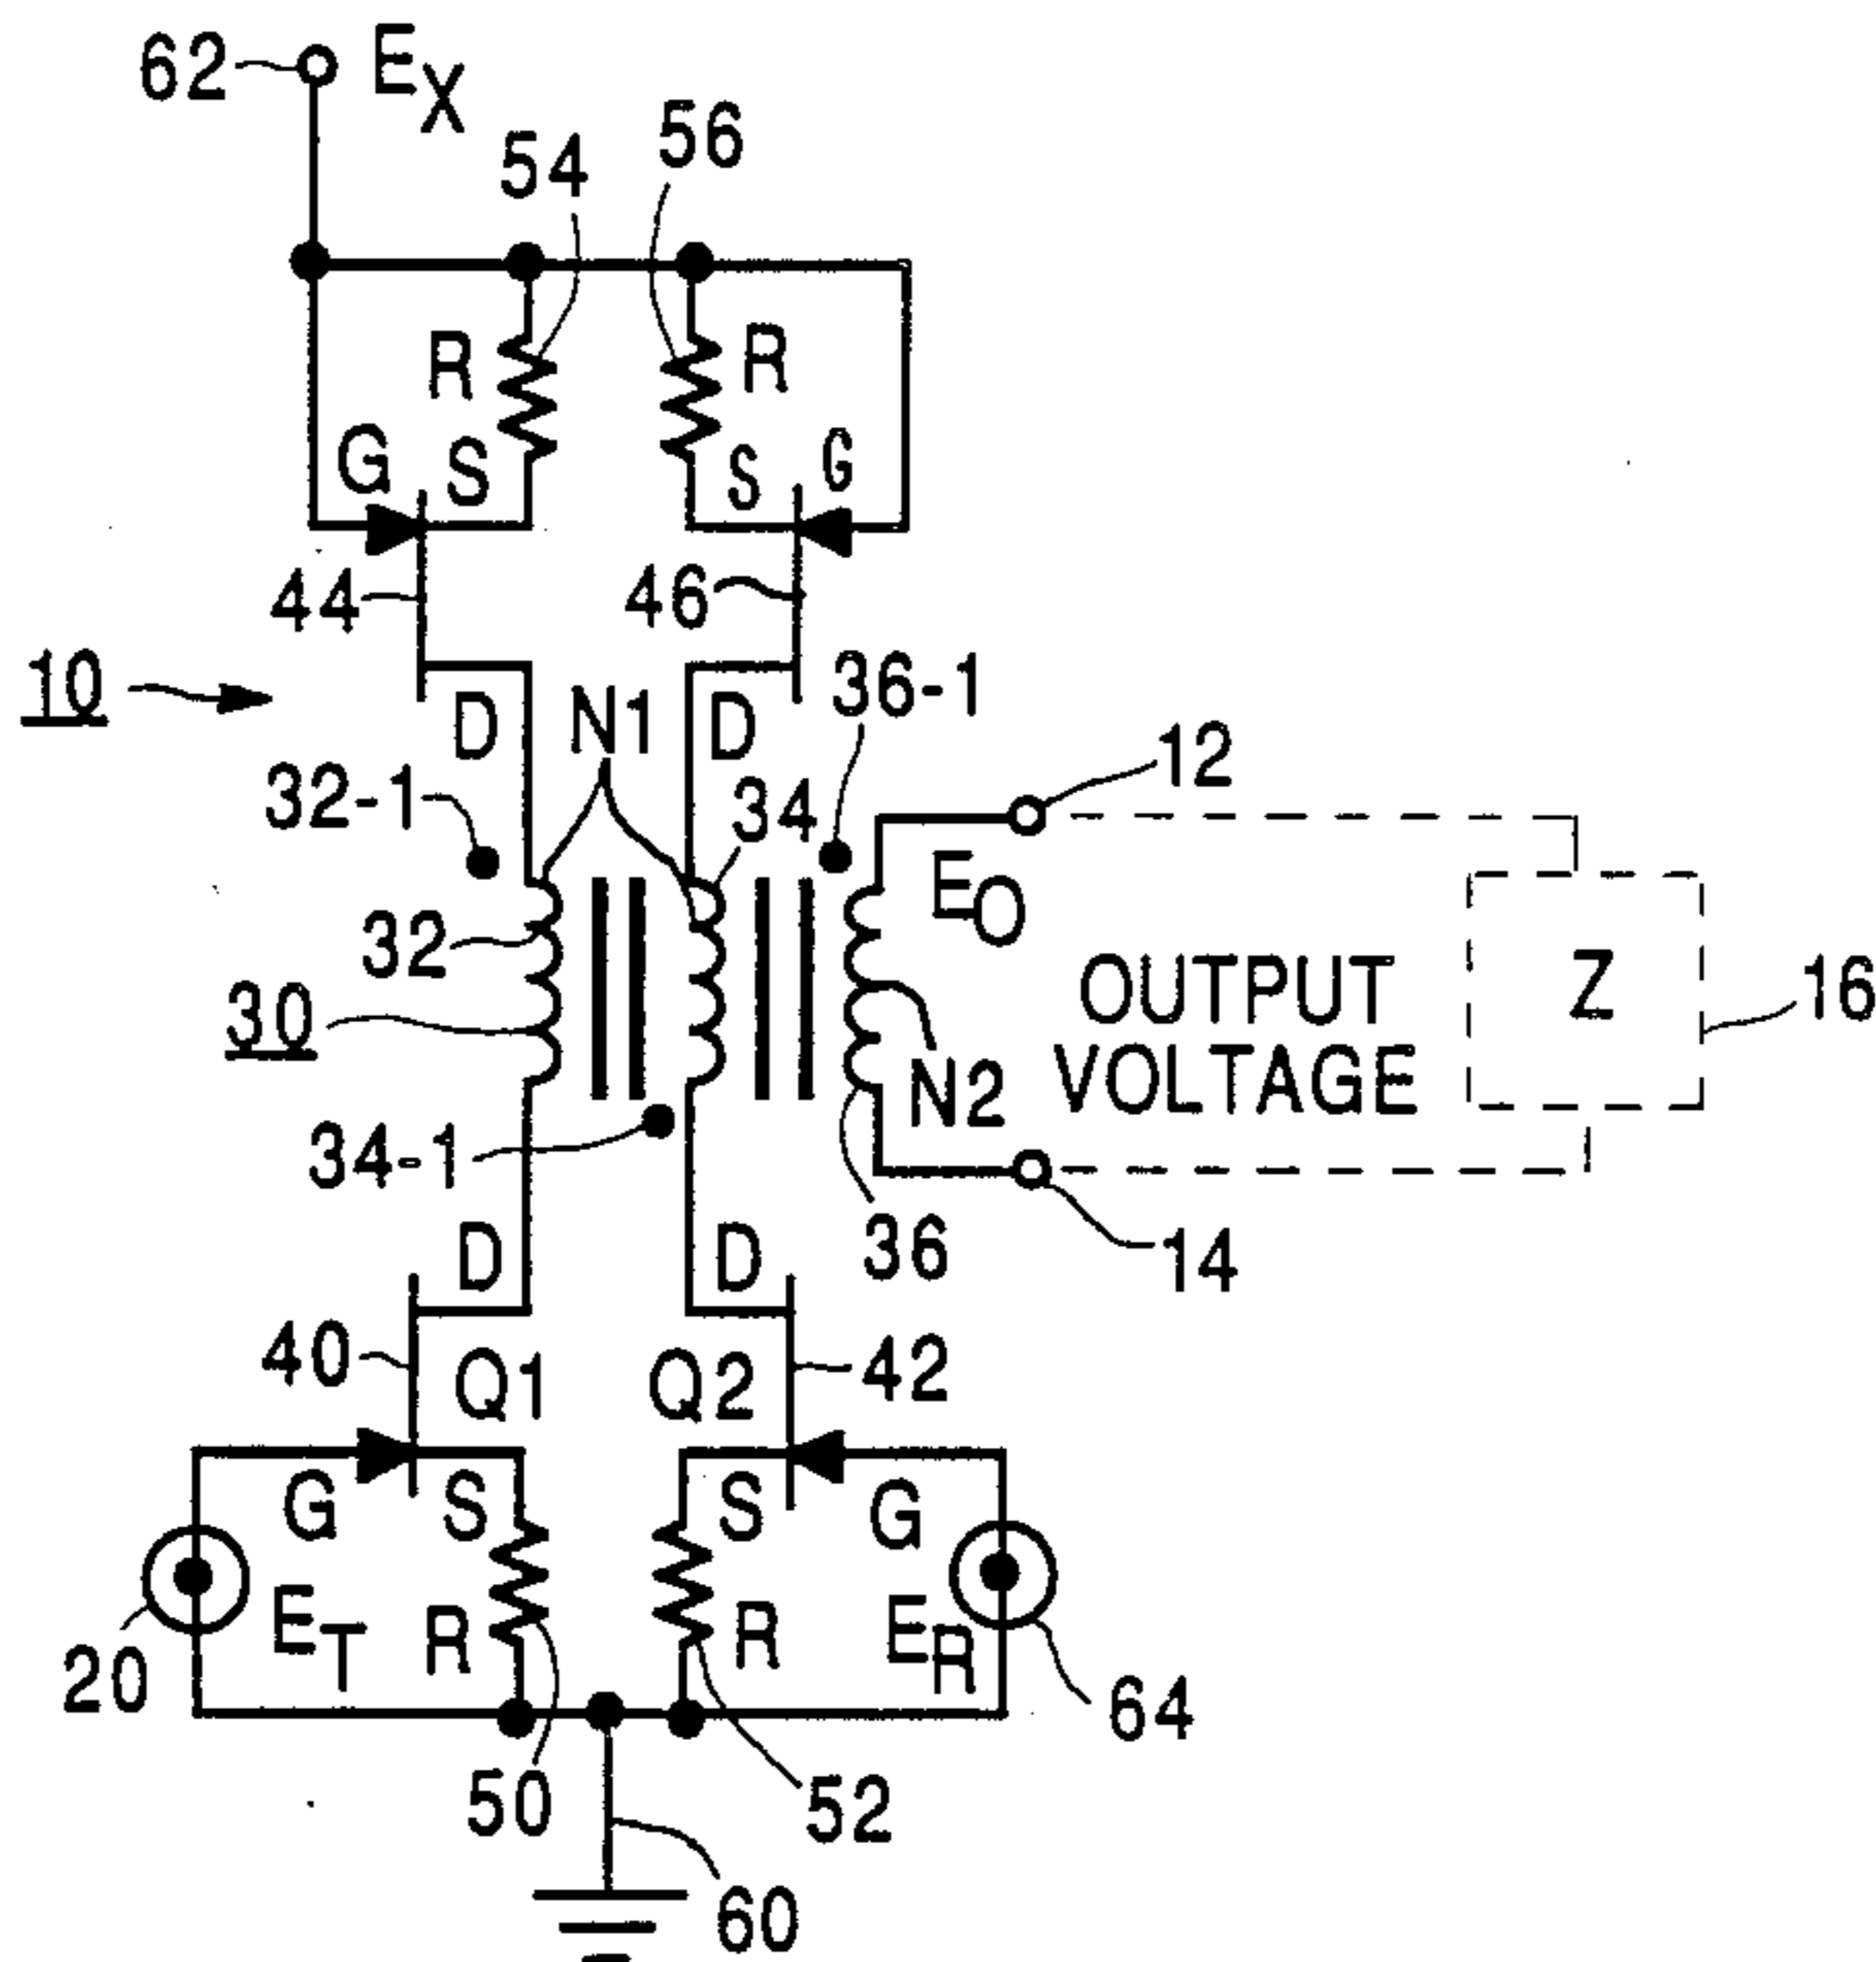 62 EX
54
56
R R
G S S G
44 46
10
D N1 D 36-1
32-1 34 12
32 EO
OUTPUT Z 16
30
N2 VOLTAGE
34-1
D D 36 14
40 Q1 Q2 42
G S S G
20 ET R R ER 64
50 52
60